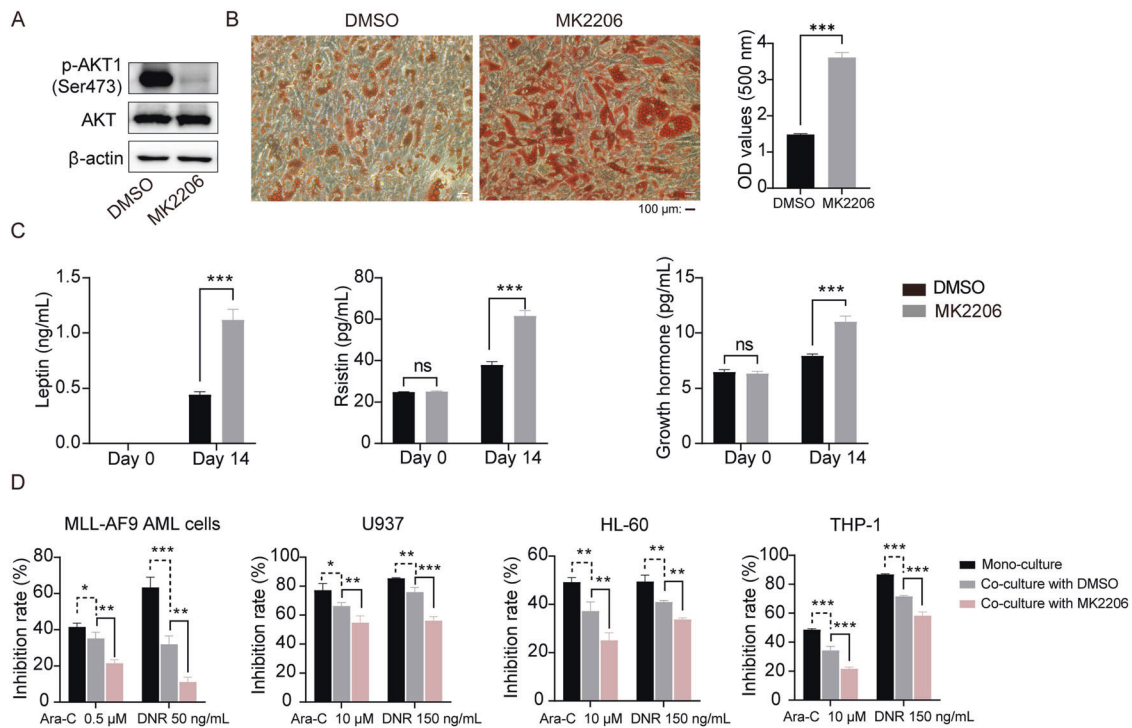 A
p-AKT1
(Ser473)
AKT
β-actin
DMSO
MK2206
B
DMSO
MK2206
100 µm:
OD values (500 nm)
6
4
2
0
***
DMSO
MK2206
C
Leptin (ng/mL)
1.5
1.0
0.5
0.0
***
Day 0
Day 14
Rsistin (pg/mL)
80
60
40
20
0
ns
***
Day 0
Day 14
Growth hormone (pg/mL)
15
10
5
0
ns
***
Day 0
Day 14
DMSO
MK2206
D
MLL-AF9 AML cells
Inhibition rate (%)
80
60
40
20
0
*
**
***
**
Ara-C 0.5 µM
DNR 50 ng/mL
U937
Inhibition rate (%)
100
80
60
40
20
0
*
**
**
***
Ara-C 10 µM
DNR 150 ng/mL
HL-60
Inhibition rate (%)
60
40
20
0
**
**
**
**
Ara-C 10 µM
DNR 150 ng/mL
THP-1
Inhibition rate (%)
100
80
60
40
20
0
***
***
***
***
Ara-C 10 µM
DNR 150 ng/mL
Mono-culture
Co-culture with DMSO
Co-culture with MK2206